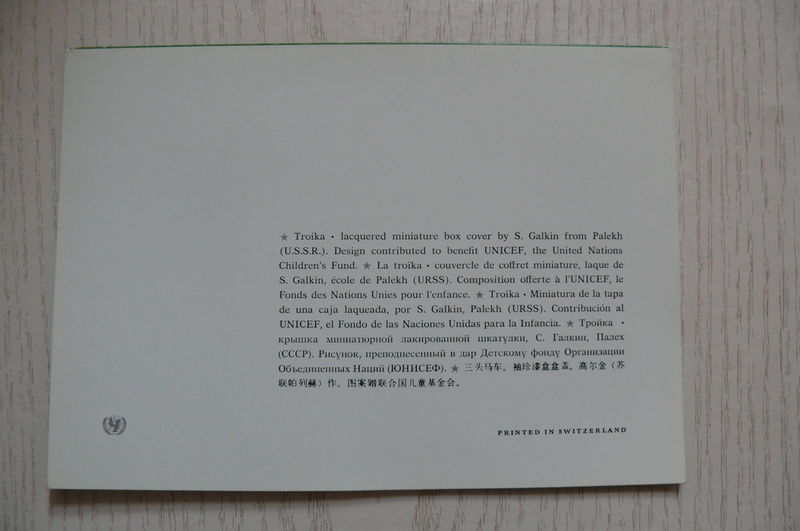 ★ Troika • lacquered miniature box cover by S. Galkin from Palekh
(U.S.S.R.). Design contributed to benefit UNICEF, the United Nations
Children's Fund. ★ La troïka • couvercle de coffret miniature, laque de
S. Galkin, école de Palekh (URSS). Composition offerte à l'UNICEF, le
Fonds des Nations Unies pour l'enfance. ★ Troika • Miniatura de la tapa
de una caja laqueada, por S. Galkin, Palekh (URSS). Contribución al
UNICEF, el Fondo de las Naciones Unidas para la Infancia. ★ Тройка •
крышка миниатюрной лакированной шкатулки, С. Галкин, Палех
(СССР). Рисунок, преподнесенный в дар Детскому фонду Организации
Объединенных Наций (ЮНИСЕФ). ★ 三头马车。袖珍漆盒盒盖。高尔金（苏
联帕列赫）作。图案赠联合国儿童基金会。
PRINTED IN SWITZERLAND